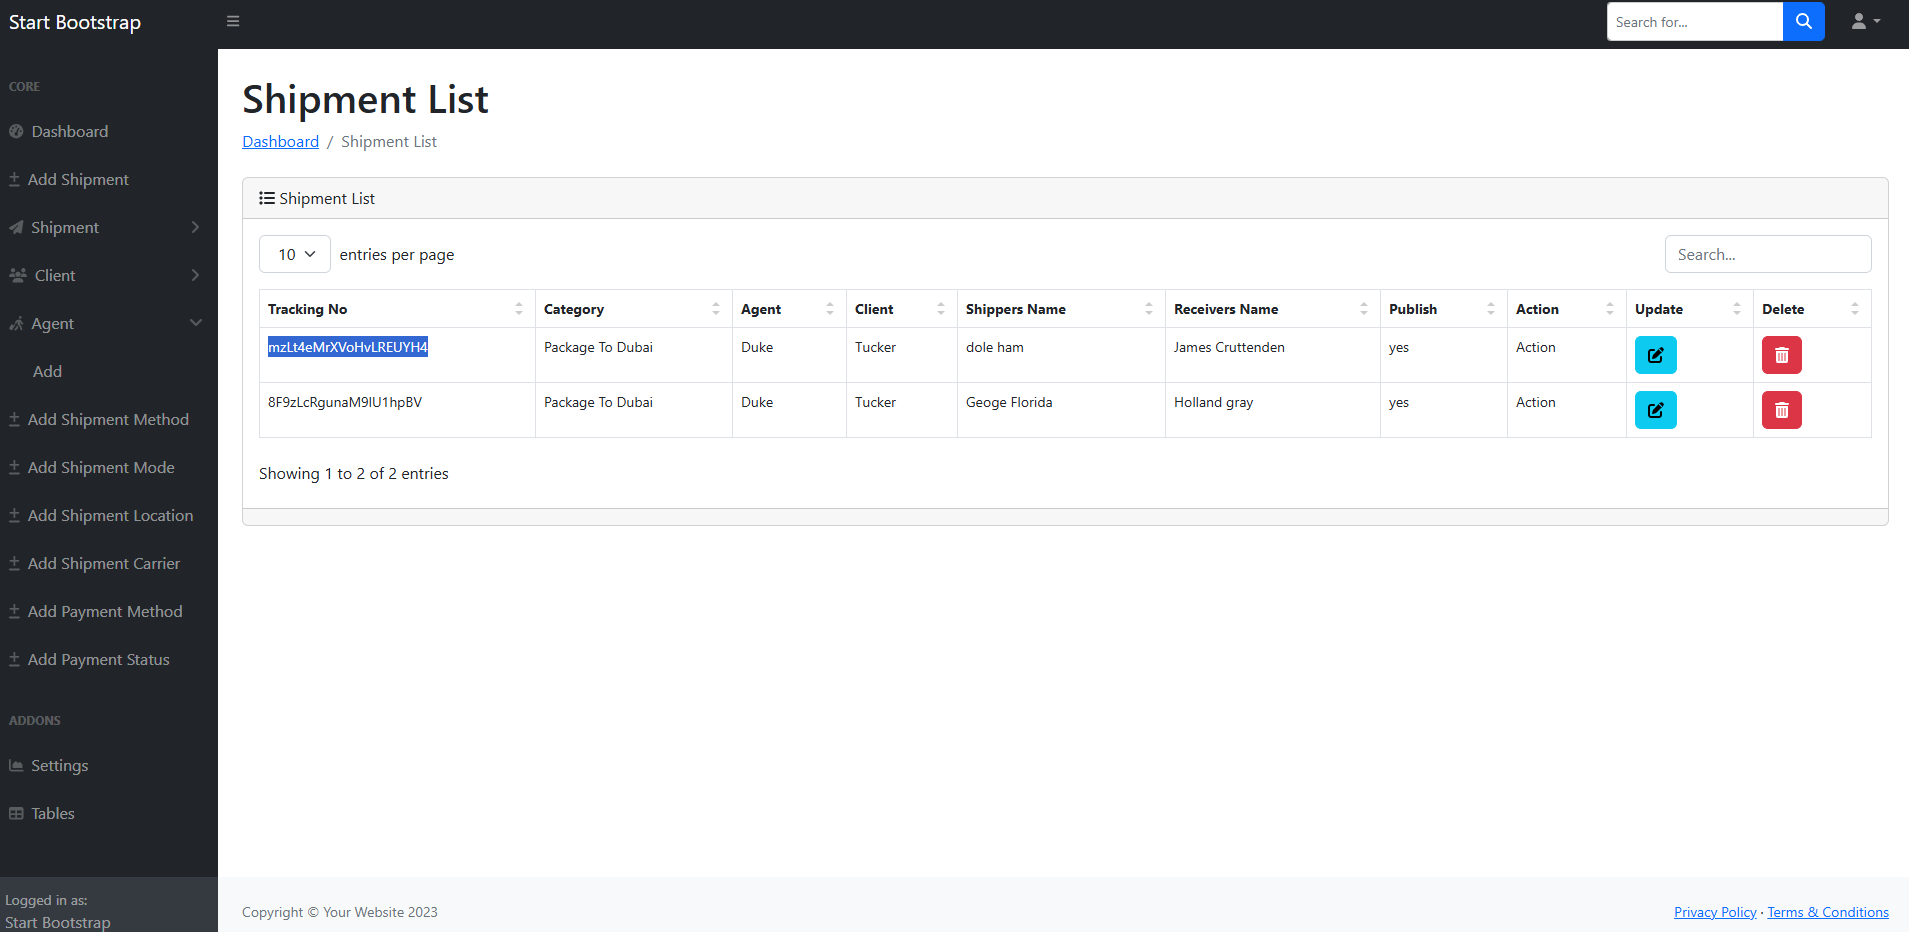 Start Bootstrap
Search for...
CORE
Dashboard
Add Shipment
Shipment
Client
Agent
Add
Add Shipment Method
Add Shipment Mode
Add Shipment Location
Add Shipment Carrier
Add Payment Method
Add Payment Status
ADDONS
Settings
Tables
Logged in as:
Start Bootstrap
Shipment List
Dashboard / Shipment List
Shipment List
10 entries per page Search...
Tracking No Category Agent Client Shippers Name Receivers Name Publish Action Update Delete
mzLt4eMrXVoHvLREUYH4 Package To Dubai Duke Tucker dole ham James Cruttenden yes Action
8F9zLcRgunaM9lU1hpBV Package To Dubai Duke Tucker Geoge Florida Holland gray yes Action
Showing 1 to 2 of 2 entries
Copyright © Your Website 2023 Privacy Policy · Terms & Conditions